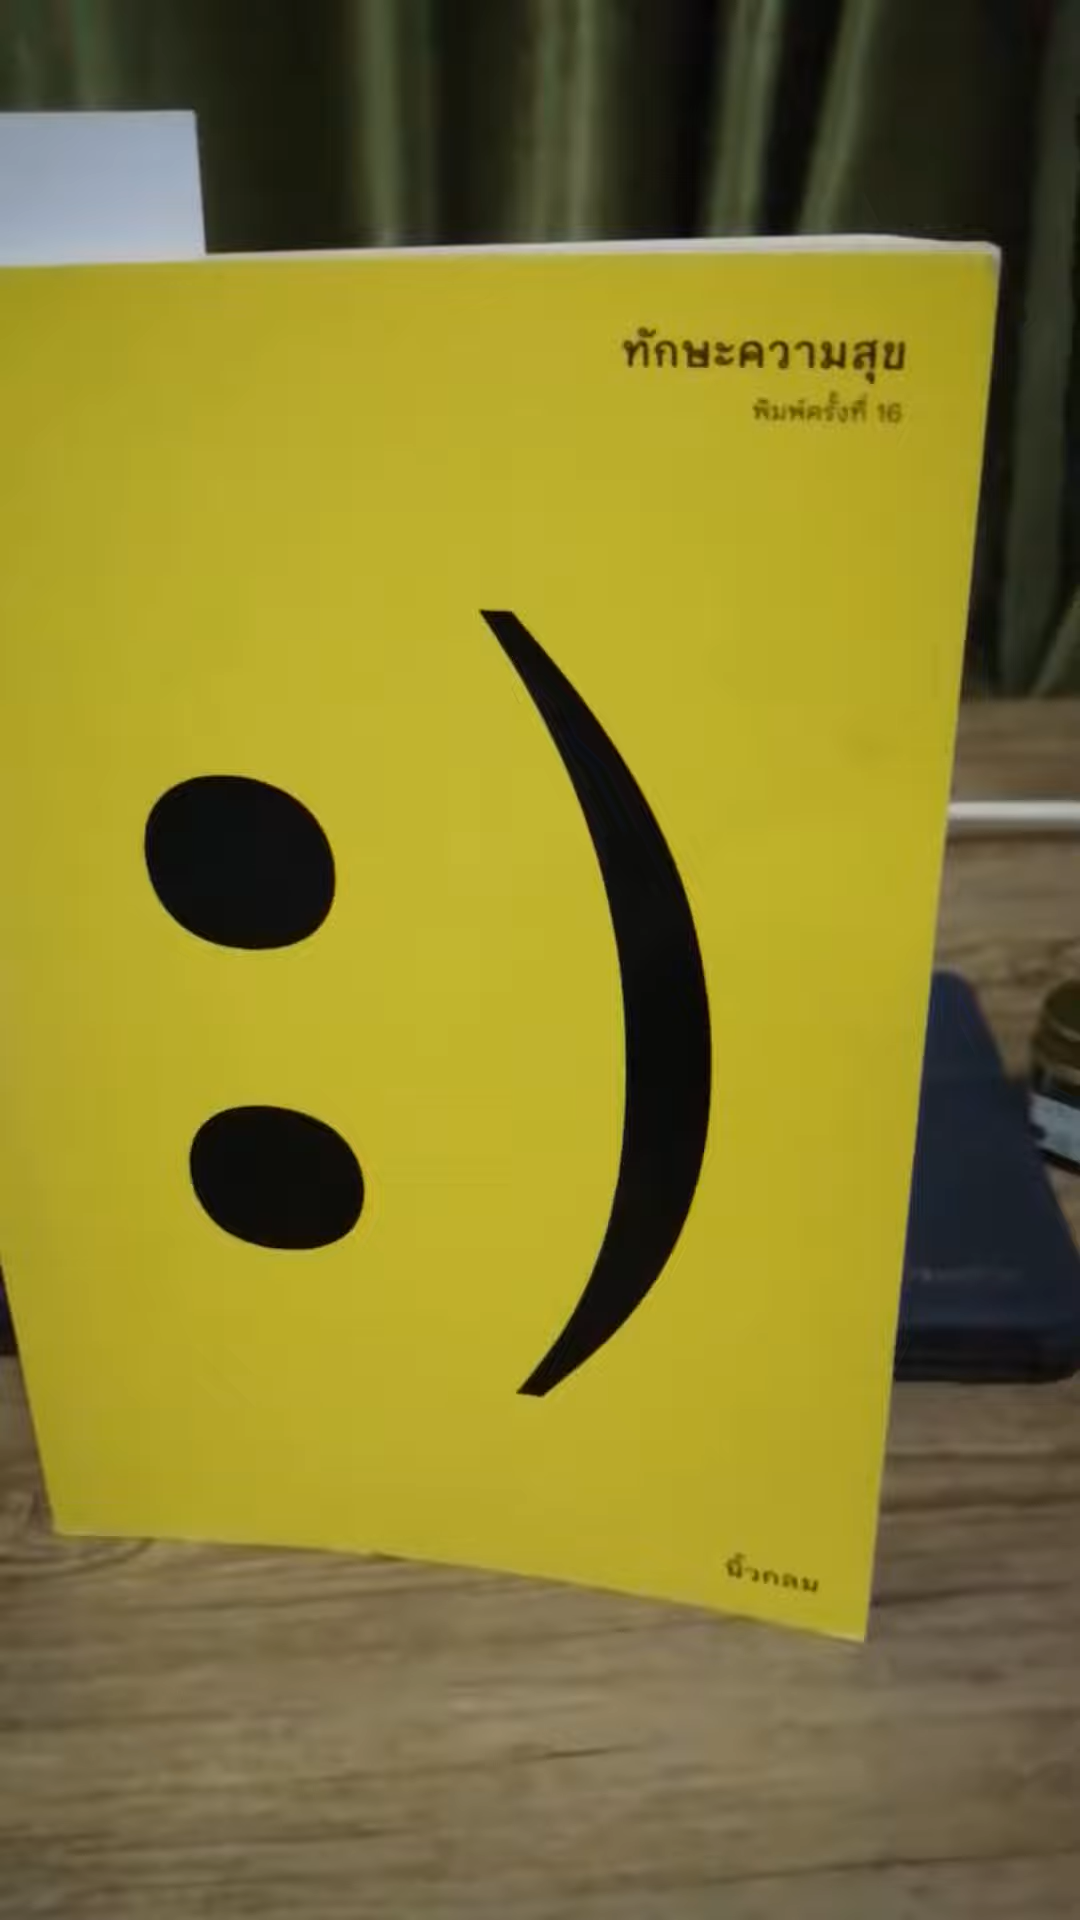 ทักษะความสุข
พิมพ์ครั้งที่ 16
:)
นิ้วกลม